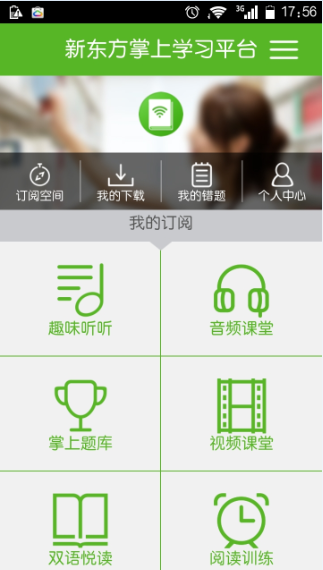 3G 17:56
新东方掌上学习平台
订阅空间 我的下载 我的错题 个人中心
我的订阅
趣味听听 音频课堂
掌上题库 视频课堂
双语悦读 阅读训练